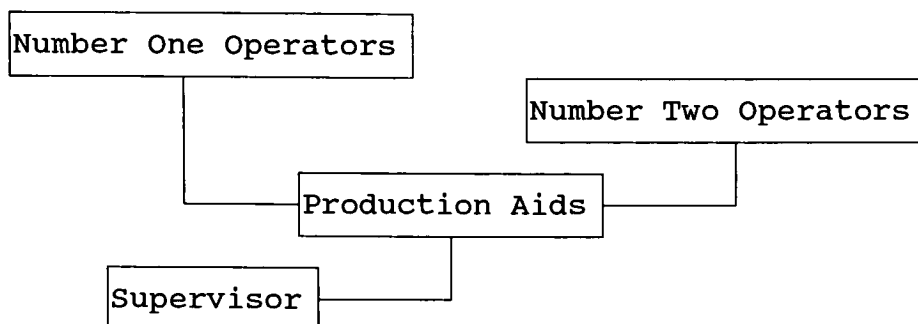 Number One Operators
Number Two Operators
Production Aids
Supervisor